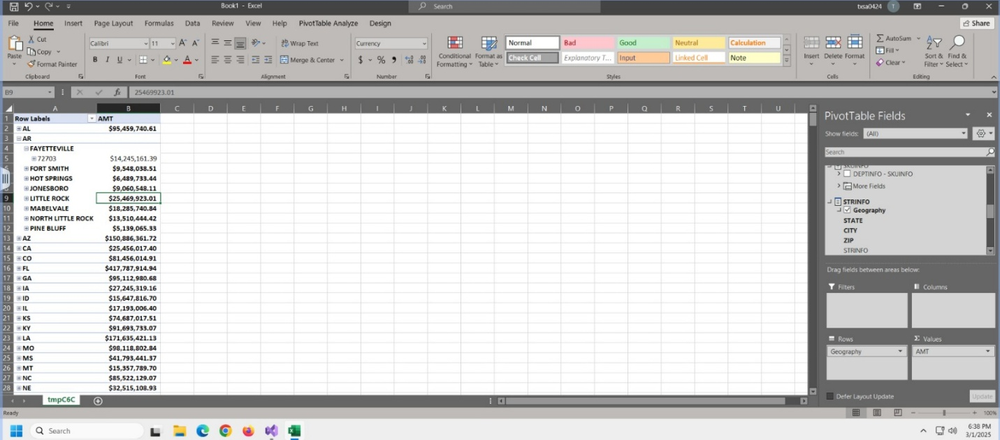 Book1 - Excel
Search
txsa0424
T
File Home Insert Page Layout Formulas Data Review View Help PivotTable Analyze Design
Share
Paste
Cut
Copy
Format Painter
Clipboard
Calibri 11
B I U
Font
Wrap Text
Merge & Center
Alignment
Currency
$ % 9
Number
Conditional Formatting
Format as Table
Normal Bad Good Neutral Calculation
Check Cell Explanatory T... Input Linked Cell Note
Styles
Insert Delete Format
Cells
AutoSum
Fill
Clear
Sort & Filter
Find & Select
Editing
B9 fx 25469923.01
A B C D E F G H I J K L M N O P Q R S T U
1 Row Labels AMT
2 AL $95,459,740.61
3 AR
4 FAYETTEVILLE
5 72703 $14,245,161.39
FORT SMITH $9,548,038.51
HOT SPRINGS $6,489,733.44
JONESBORO $9,060,548.11
9 LITTLE ROCK $25,469,923.01
10 MABELVALE $18,285,740.84
11 NORTH LITTLE ROCK $13,510,444.42
12 PINE BLUFF $5,139,065.33
13 AZ $150,886,361.72
14 CA $25,456,017.40
15 CO $81,456,014.91
16 FL $417,787,914.94
17 GA $95,112,980.68
18 IA $27,245,319.16
19 ID $15,647,816.70
20 IL $17,193,006.40
21 KS $74,687,017.51
22 KY $91,693,733.07
23 LA $171,635,421.13
24 MO $98,118,802.84
25 MS $41,793,441.37
26 MT $15,357,789.70
27 NC $85,522,129.07
28 NE $32,515,108.93
PivotTable Fields
Show fields: (All)
Search
SKUINFO
DEPTINFO - SKUINFO
More Fields
STRINFO
Geography
STATE
CITY
ZIP
STRINFO
Drag fields between areas below:
Filters
Columns
Rows
Σ Values
Geography
AMT
Defer Layout Update
Update
tmpC6C
Ready
100%
Search
6:38 PM
3/1/2025